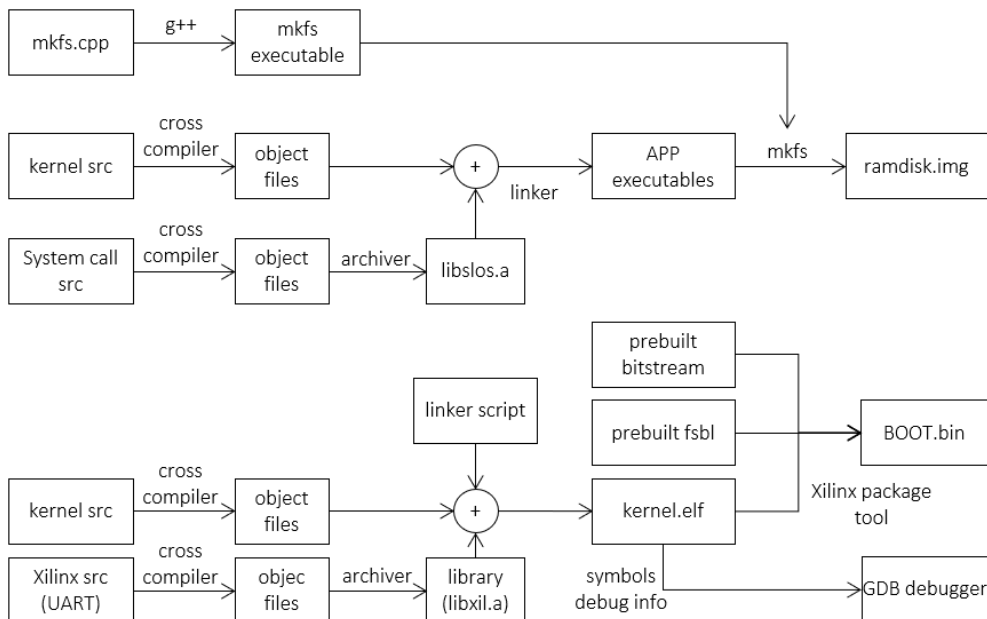 mkfs.cpp
g++
mkfs
executable
kernel src
cross
compiler
object
files
+
linker
APP
executables
mkfs
ramdisk.img
System call
src
cross
compiler
object
files
archiver
libslos.a
prebuilt
bitstream
linker script
prebuilt fsbl
BOOT.bin
kernel src
cross
compiler
object
files
+
kernel.elf
Xilinx package
tool
Xilinx src
(UART)
cross
compiler
objec
files
archiver
library
(libxil.a)
symbols
debug info
GDB debugger